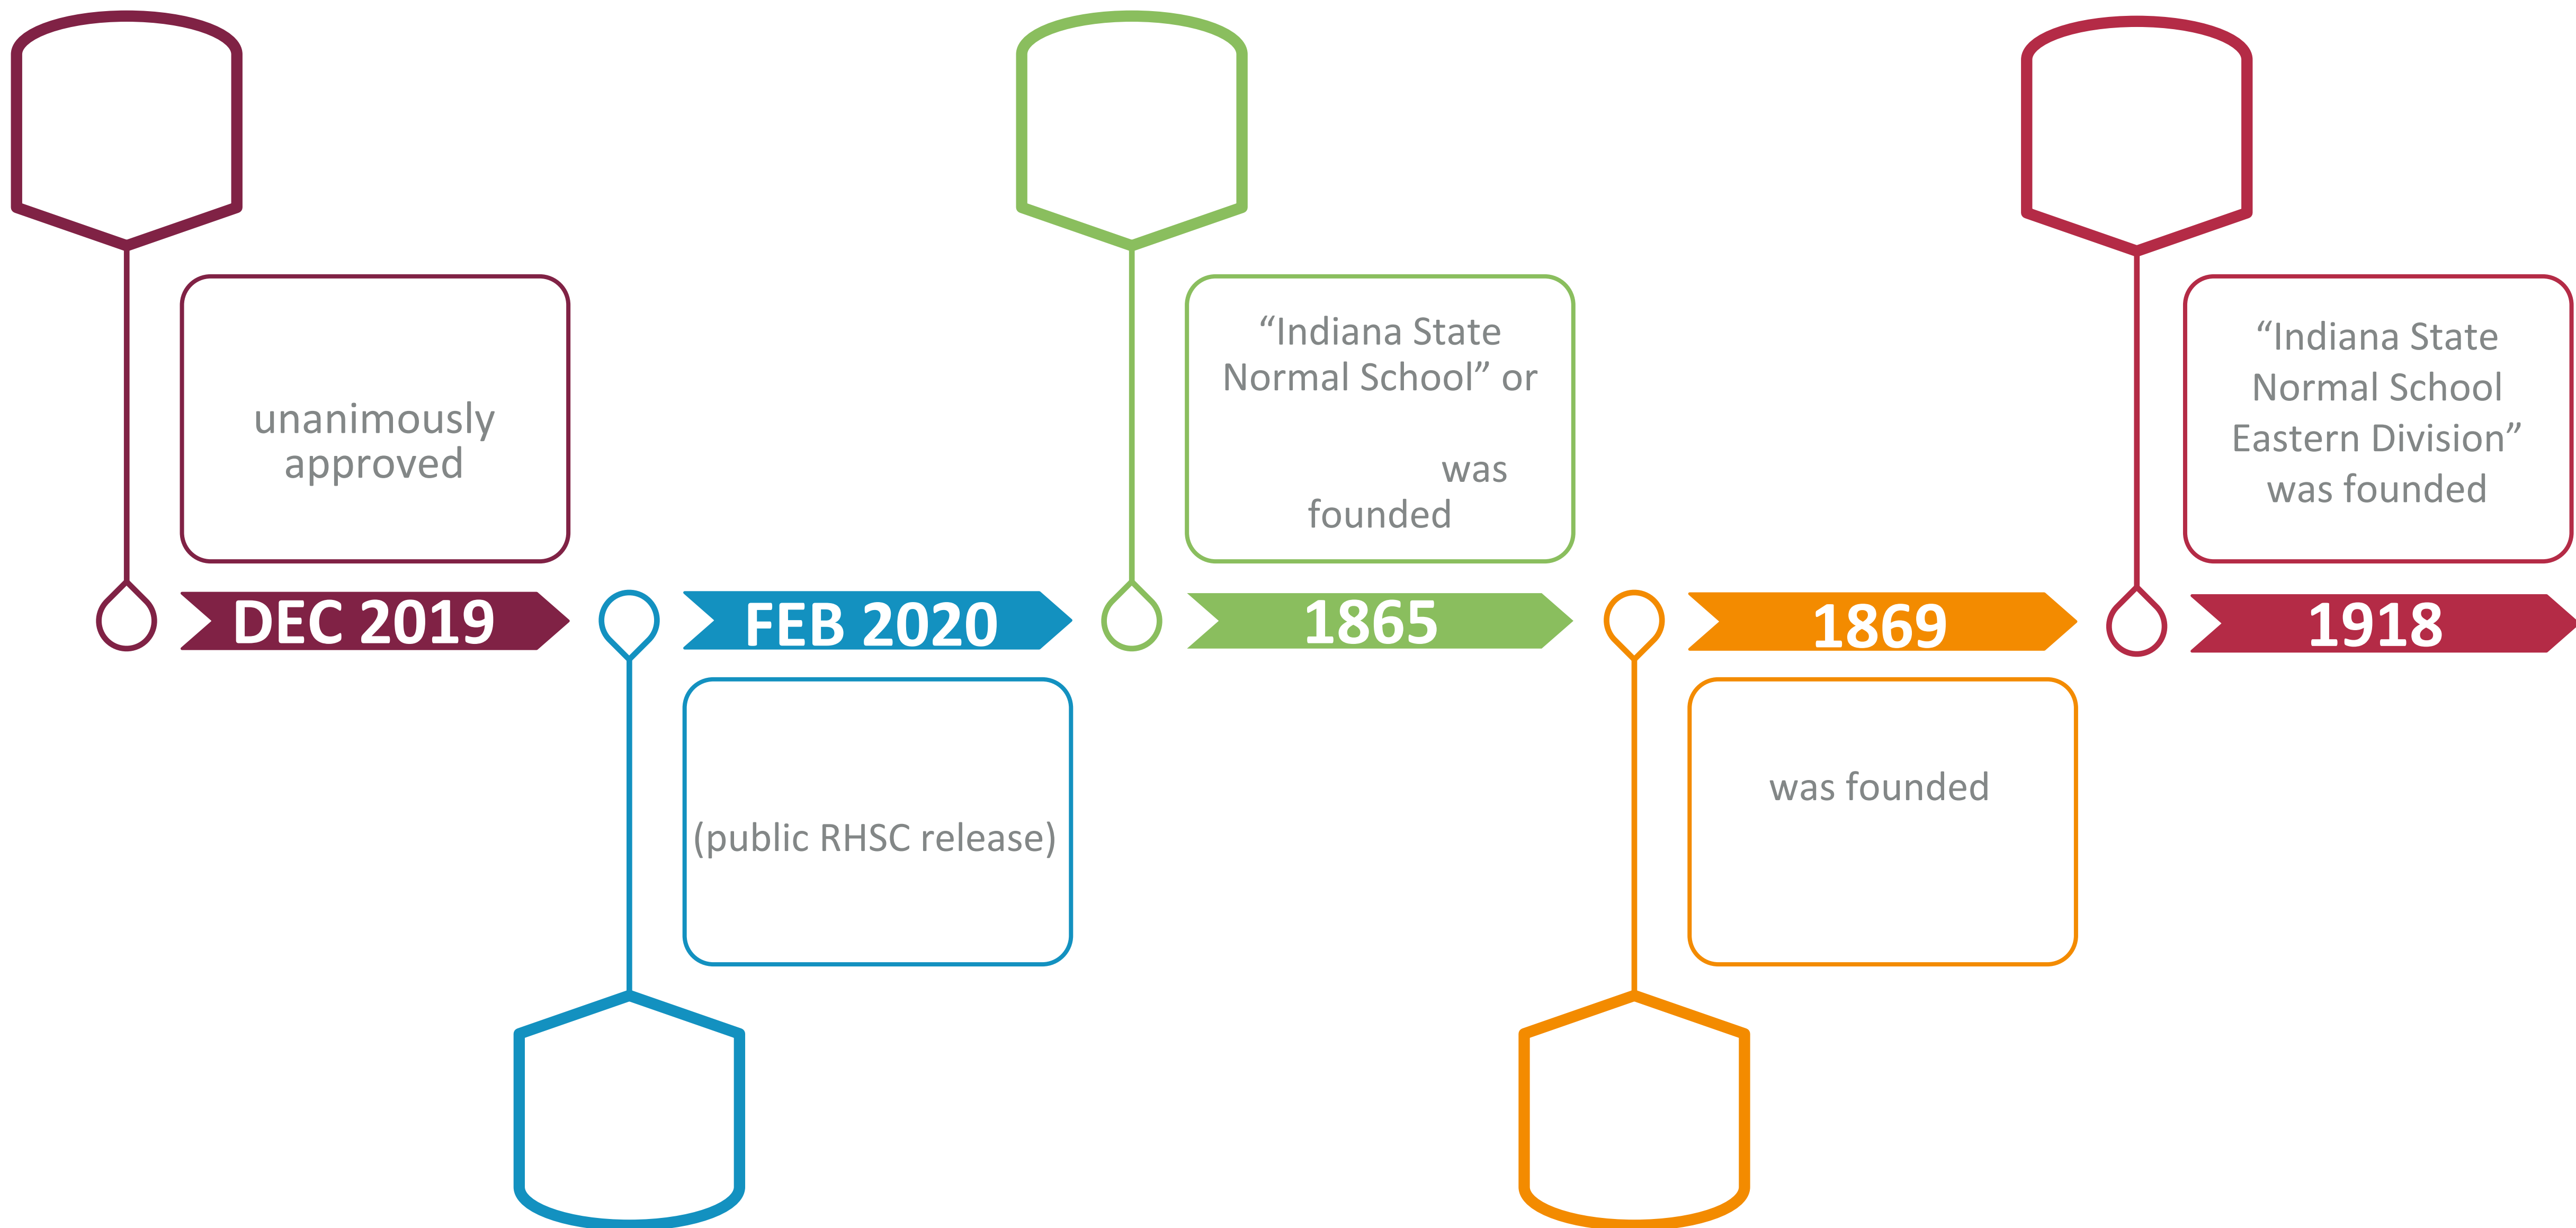 unanimously
approved
DEC 2019
FEB 2020
(public RHSC release)
“Indiana State
Normal School” or
was
founded
1865
1869
was founded
“Indiana State
Normal School
Eastern Division”
was founded
1918